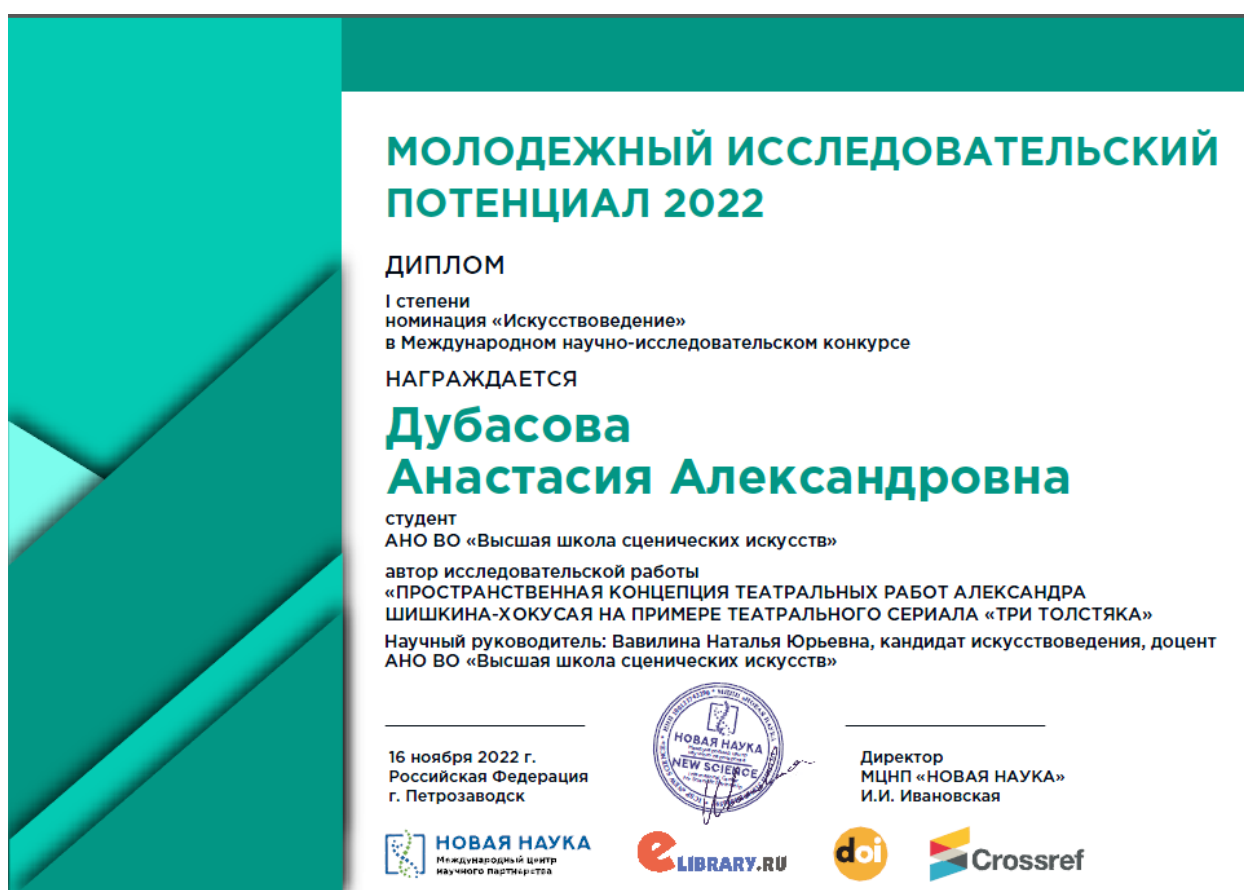 МОЛОДЕЖНЫЙ ИССЛЕДОВАТЕЛЬСКИЙ
ПОТЕНЦИАЛ 2022
ДИПЛОМ
I степени
номинация «Искусствоведение»
в Международном научно-исследовательском конкурсе
НАГРАЖДАЕТСЯ
Дубасова
Анастасия Александровна
студент
АНО ВО «Высшая школа сценических искусств»
автор исследовательской работы
«ПРОСТРАНСТВЕННАЯ КОНЦЕПЦИЯ ТЕАТРАЛЬНЫХ РАБОТ АЛЕКСАНДРА
ШИШКИНА-ХОКУСАЯ НА ПРИМЕРЕ ТЕАТРАЛЬНОГО СЕРИАЛА «ТРИ ТОЛСТЯКА»
Научный руководитель: Вавилина Наталья Юрьевна, кандидат искусствоведения, доцент
АНО ВО «Высшая школа сценических искусств»
16 ноября 2022 г.
Российская Федерация
г. Петрозаводск
НОВАЯ НАУКА
NEW SCIENCE
Директор
МЦНП «НОВАЯ НАУКА»
И.И. Ивановская
НОВАЯ НАУКА
Международный центр
научного партнерства
eLIBRARY.RU
doi
Crossref